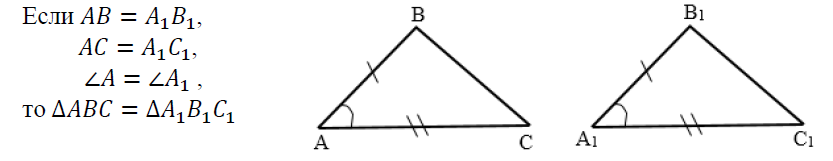 Если AB = A₁B₁,
AC = A₁C₁,
∠A = ∠A₁ ,
то ΔABC = ΔA₁B₁C₁
B
A
C
B₁
A₁
C₁